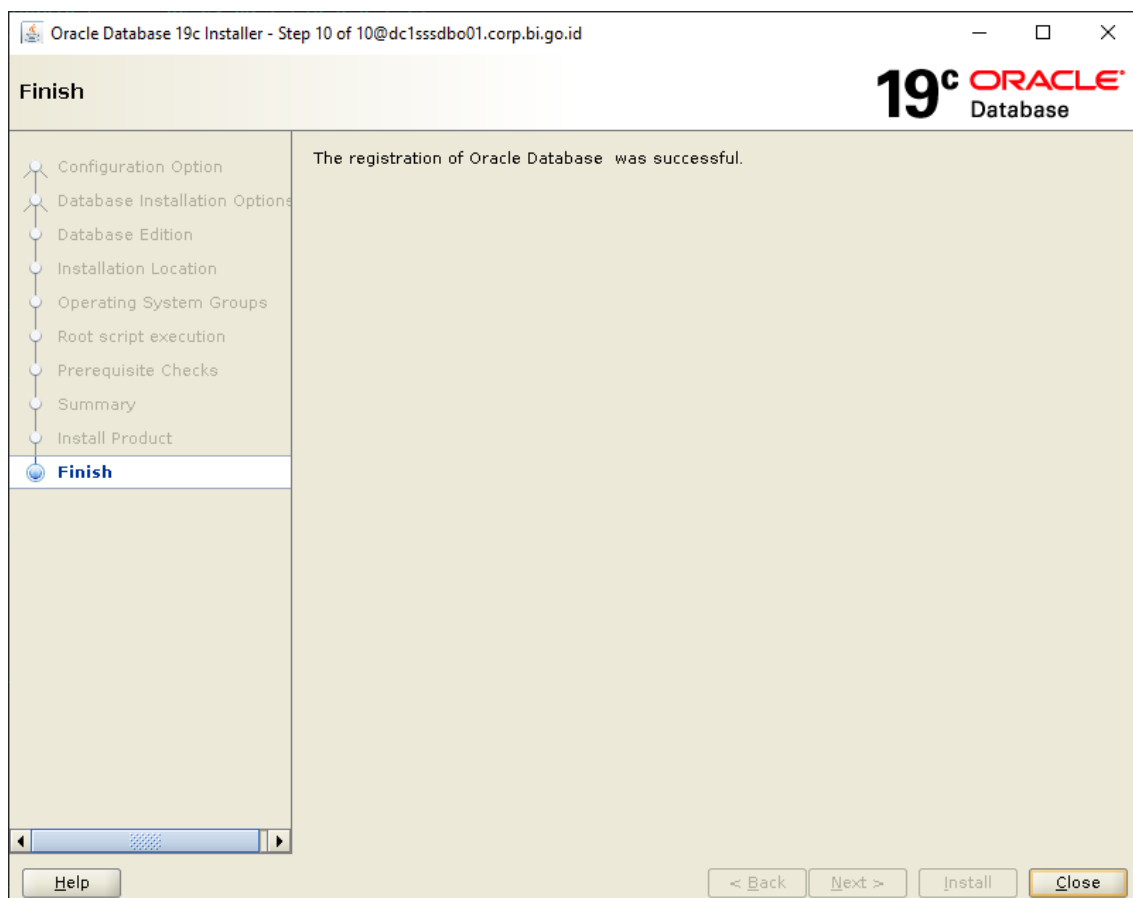 Oracle Database 19c Installer - Step 10 of 10@dc1sssdbo01.corp.bi.go.id
Finish
19c ORACLE
Database
Configuration Option
Database Installation Options
Database Edition
Installation Location
Operating System Groups
Root script execution
Prerequisite Checks
Summary
Install Product
Finish
The registration of Oracle Database  was successful.
Help
< Back
Next >
Install
Close